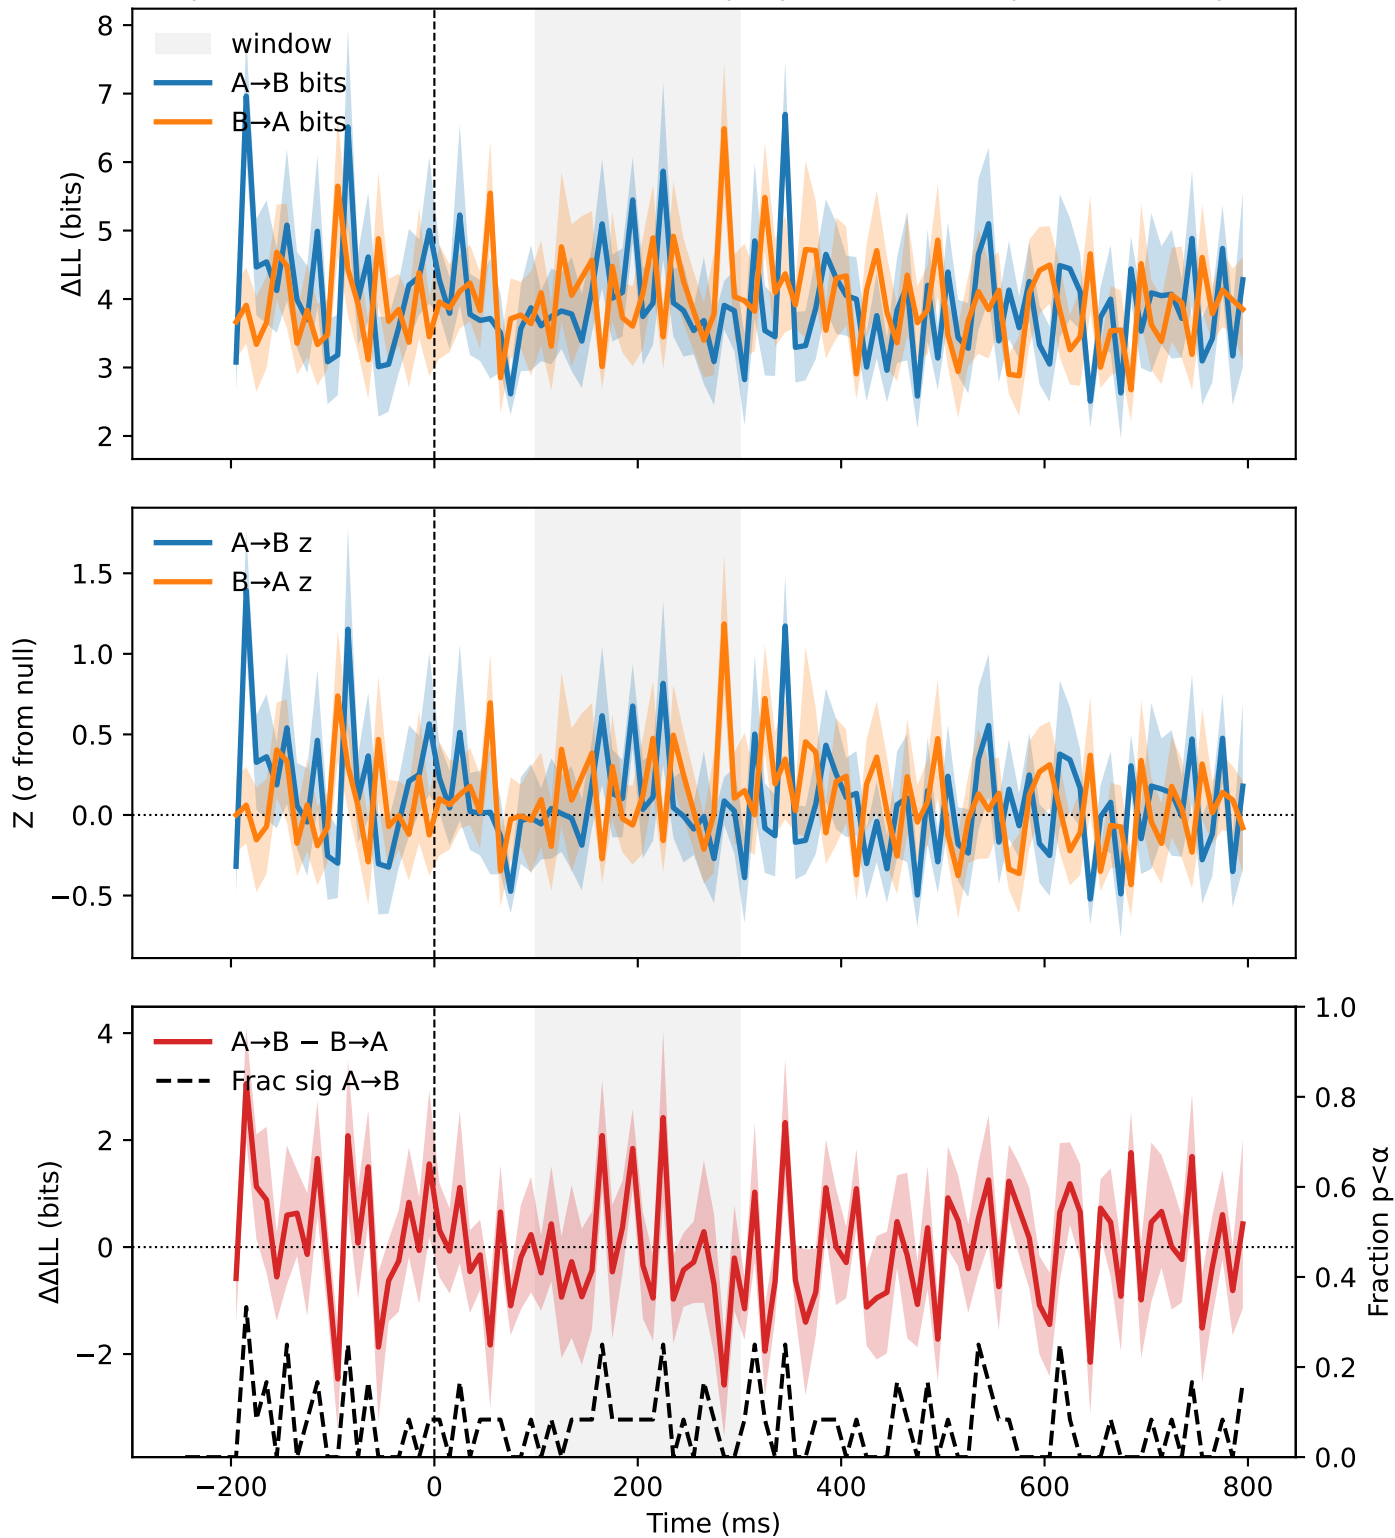 8
7
6
5
4
3
2
ΔLL (bits)
window
A→B bits
B→A bits
1.5
1.0
0.5
0.0
−0.5
Z (σ from null)
A→B z
B→A z
4
2
0
−2
ΔΔLL (bits)
A→B − B→A
Frac sig A→B
1.0
0.8
0.6
0.4
0.2
0.0
Fraction p<α
−200 0 200 400 600 800
Time (ms)